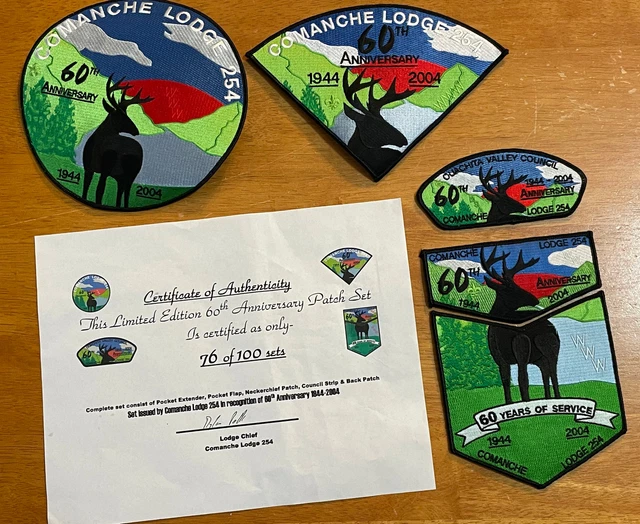 COMANCHE LODGE 254
60TH
ANNIVERSARY
1944
2004
COMANCHE LODGE 254
60TH
ANNIVERSARY
1944
2004
OUACHITA VALLEY COUNCIL
60TH
1944 - 2004
ANNIVERSARY
COMANCHE LODGE 254
COMANCHE LODGE 254
60TH
ANNIVERSARY
1944
2004
WWW
60 YEARS OF SERVICE
1944
2004
COMANCHE
LODGE 254
Certificate of Authenticity
This Limited Edition 60th Anniversary Patch Set
Is certified as only-
76 of 100 sets
Complete set consist of Pocket Extender, Pocket Flap, Neckerchief Patch, Council Strip & Back Patch
Set Issued by Comanche Lodge 254 in recognition of 60th Anniversary 1944-2004
Lodge Chief
Comanche Lodge 254